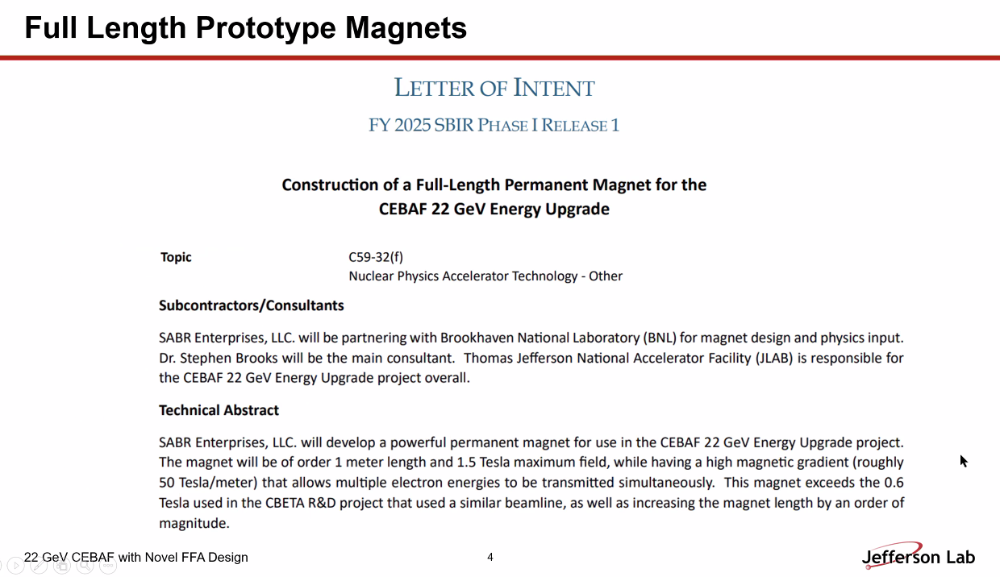 Full Length Prototype Magnets
LETTER OF INTENT
FY 2025 SBIR PHASE I RELEASE 1
Construction of a Full-Length Permanent Magnet for the
CEBAF 22 GeV Energy Upgrade
Topic C59-32(f)
Nuclear Physics Accelerator Technology - Other
Subcontractors/Consultants
SABR Enterprises, LLC. will be partnering with Brookhaven National Laboratory (BNL) for magnet design and physics input.
Dr. Stephen Brooks will be the main consultant. Thomas Jefferson National Accelerator Facility (JLAB) is responsible for
the CEBAF 22 GeV Energy Upgrade project overall.
Technical Abstract
SABR Enterprises, LLC. will develop a powerful permanent magnet for use in the CEBAF 22 GeV Energy Upgrade project.
The magnet will be of order 1 meter length and 1.5 Tesla maximum field, while having a high magnetic gradient (roughly
50 Tesla/meter) that allows multiple electron energies to be transmitted simultaneously. This magnet exceeds the 0.6
Tesla used in the CBETA R&D project that used a similar beamline, as well as increasing the magnet length by an order of
magnitude.
22 GeV CEBAF with Novel FFA Design
4
Jefferson Lab